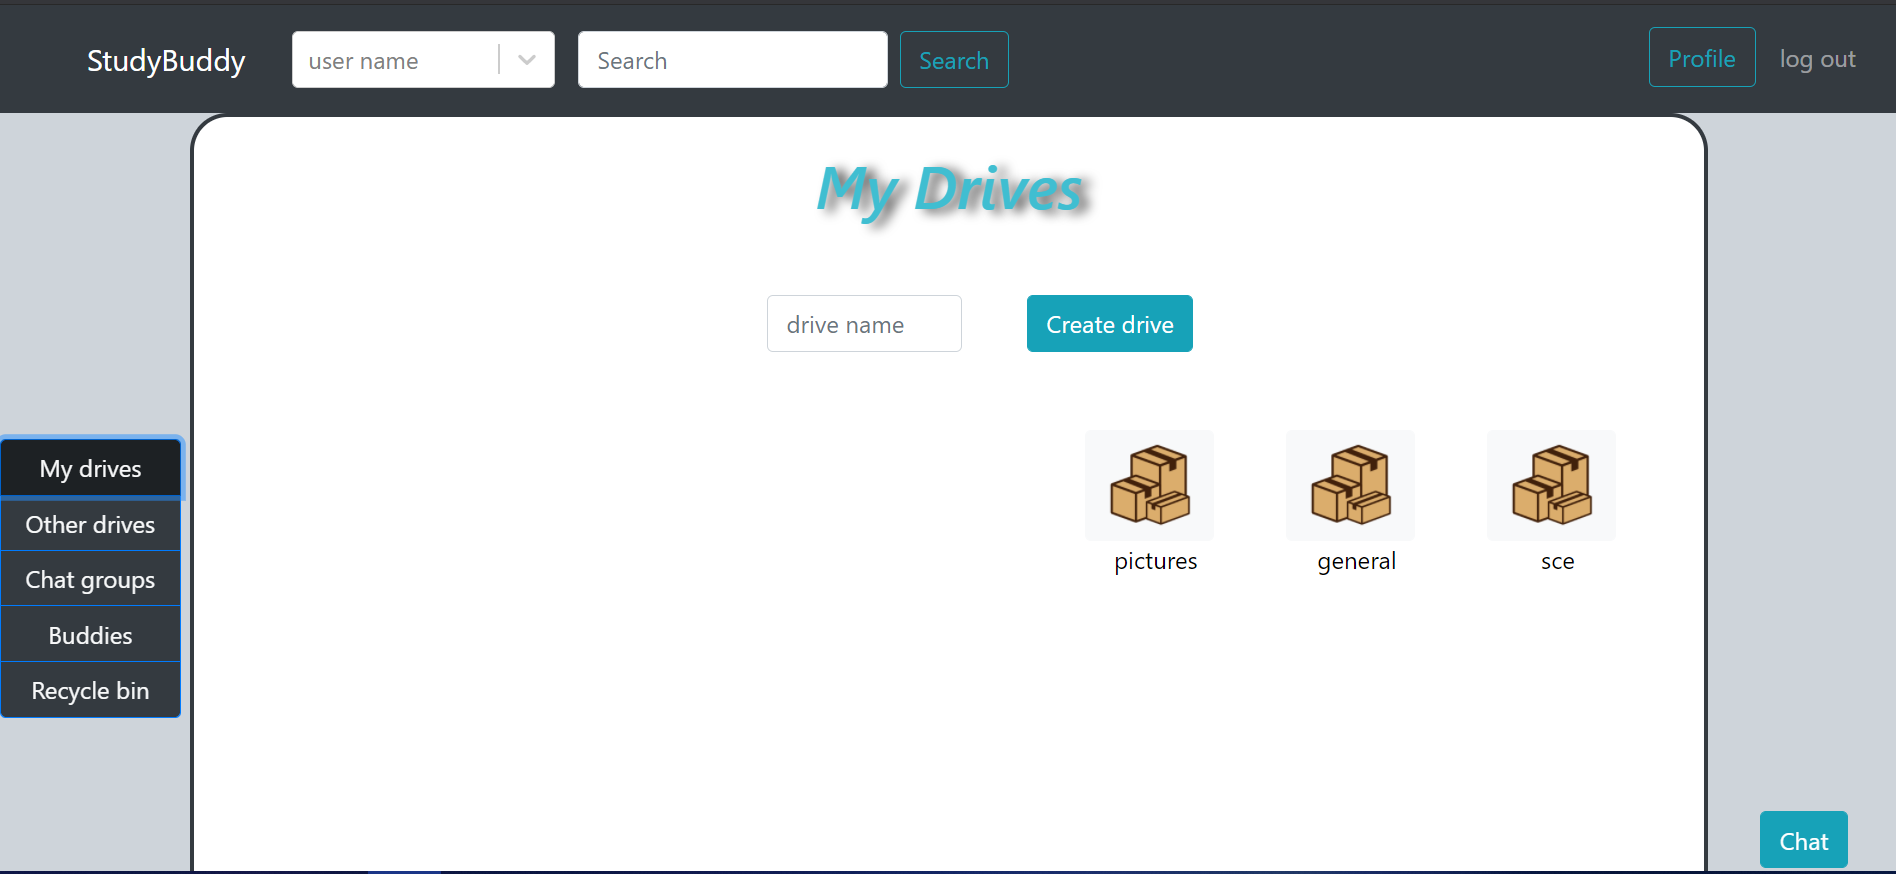 StudyBuddy
user name
Search
Search
Profile
log out
My Drives
drive name
Create drive
pictures
general
sce
My drives
Other drives
Chat groups
Buddies
Recycle bin
Chat